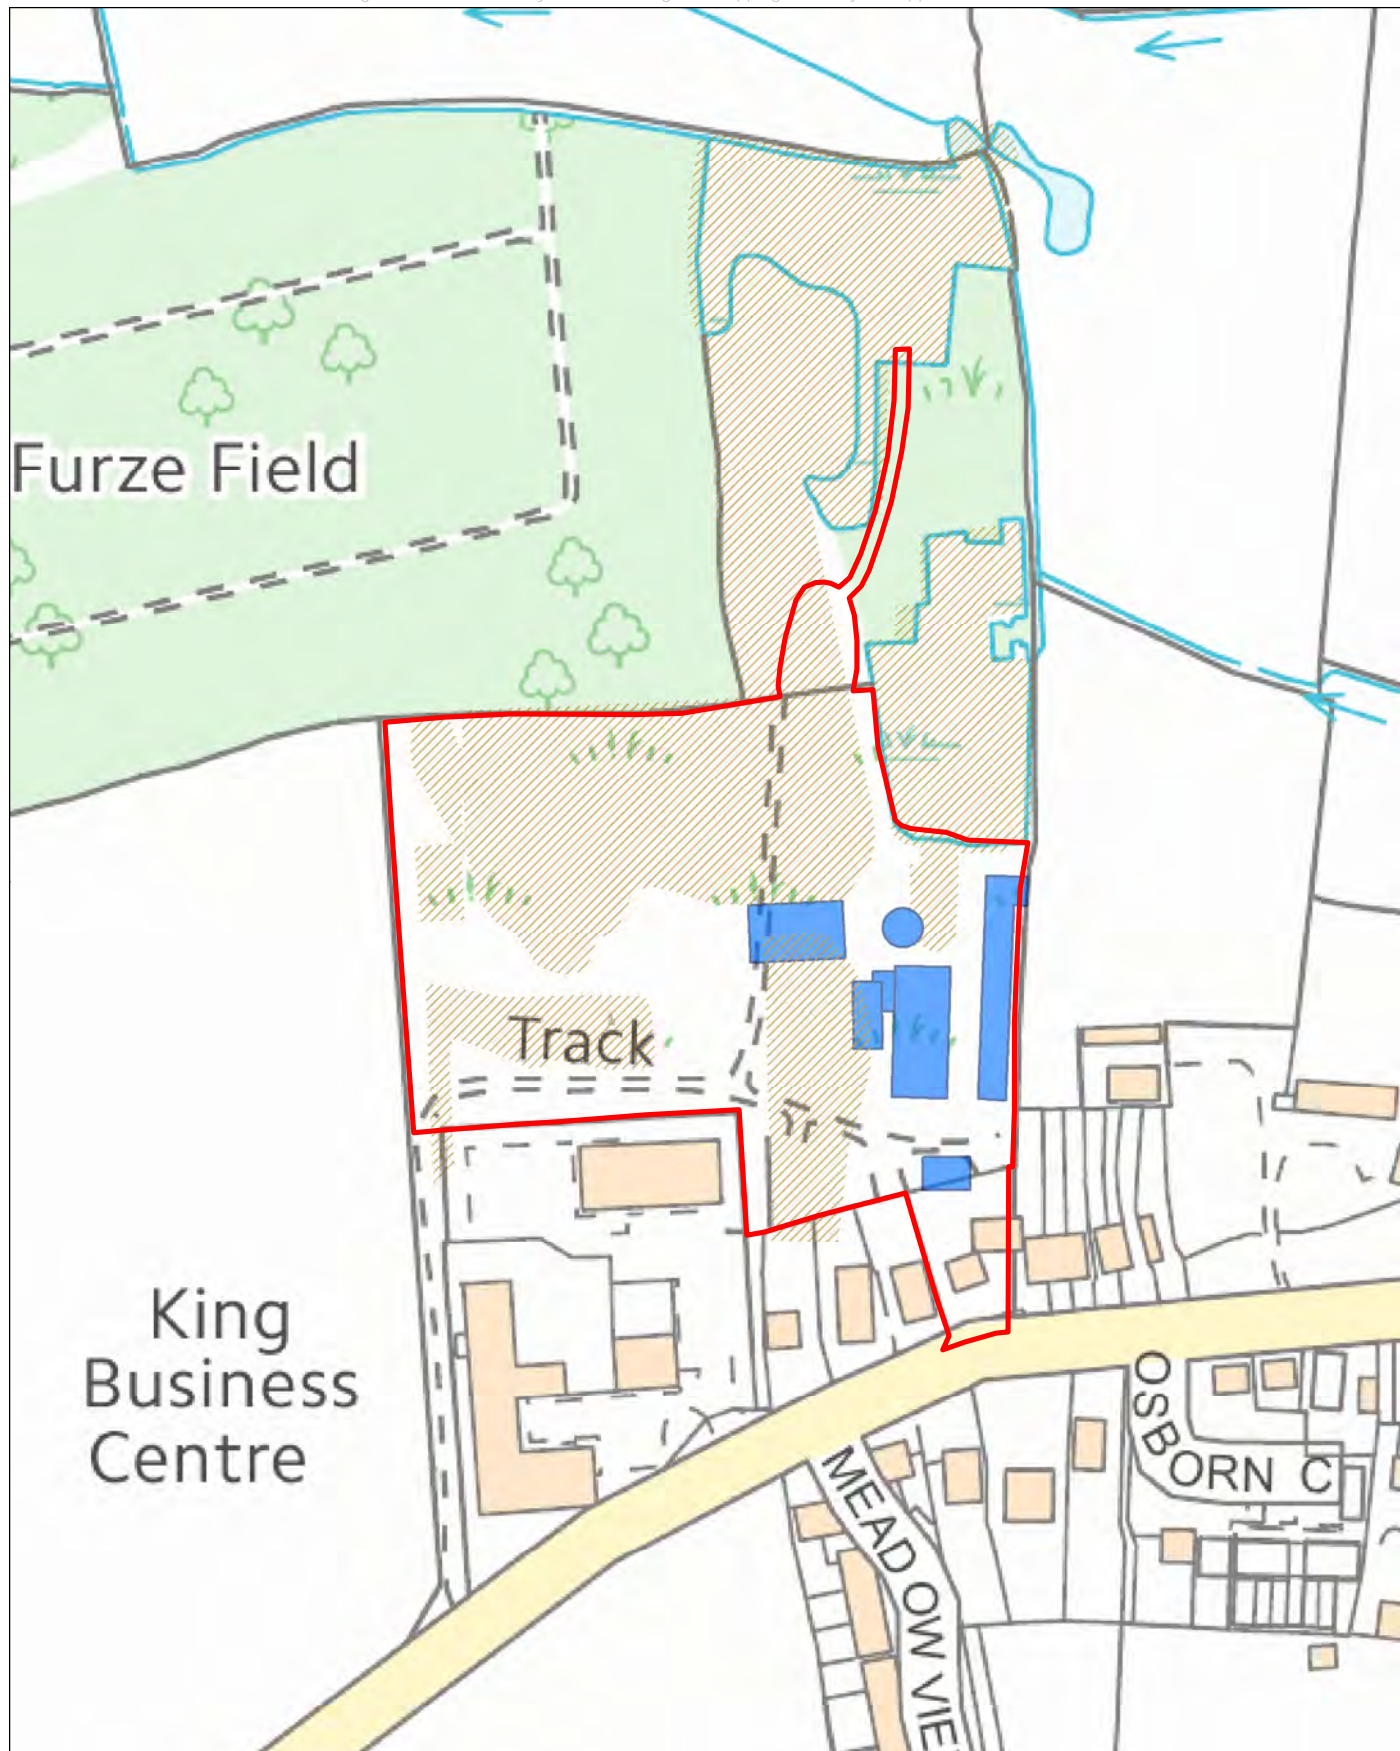 Furze Field
Track
King
Business
Centre
OSBORN C
MEADOW VIE